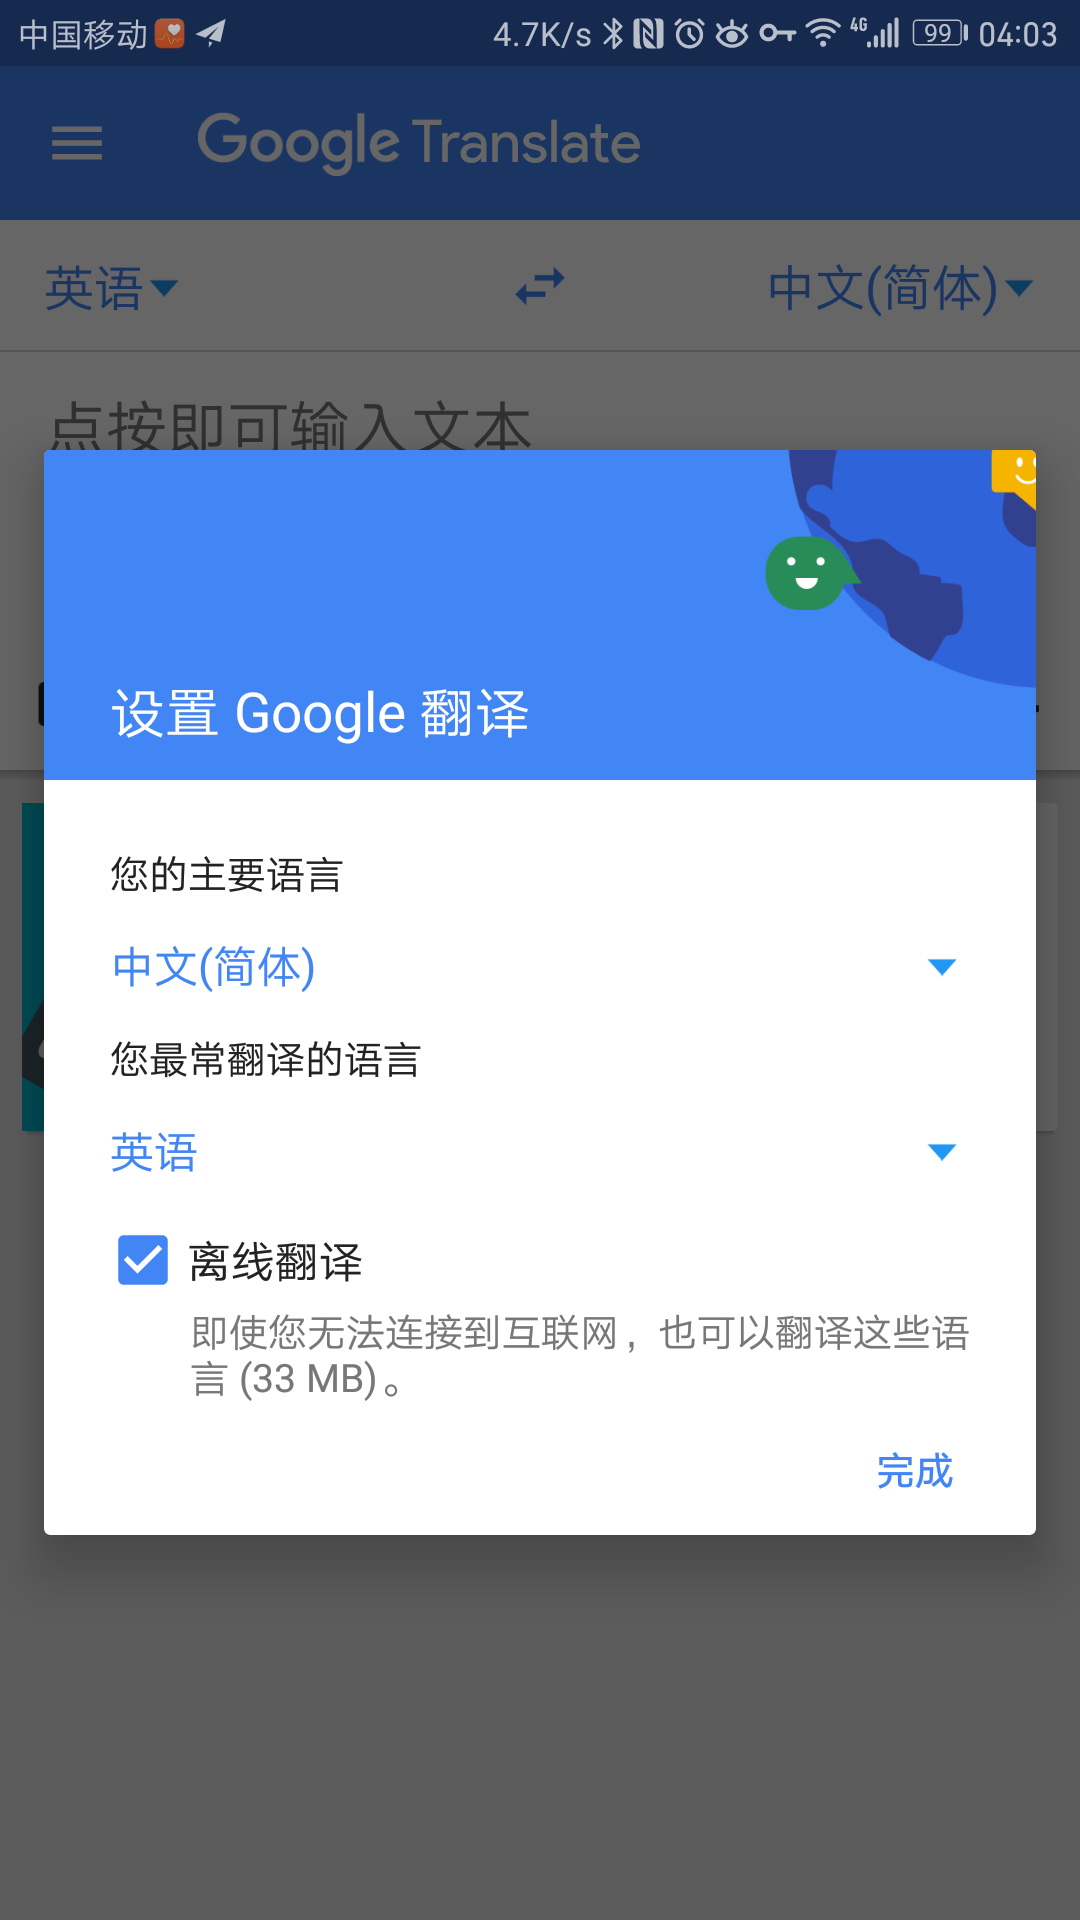 中国移动 4.7K/s 4G 99 04:03
Google Translate
英语 中文(简体)
点按即可输入文本
设置 Google 翻译
您的主要语言
中文(简体)
您最常翻译的语言
英语
离线翻译
即使您无法连接到互联网，也可以翻译这些语
言 (33 MB)。
完成